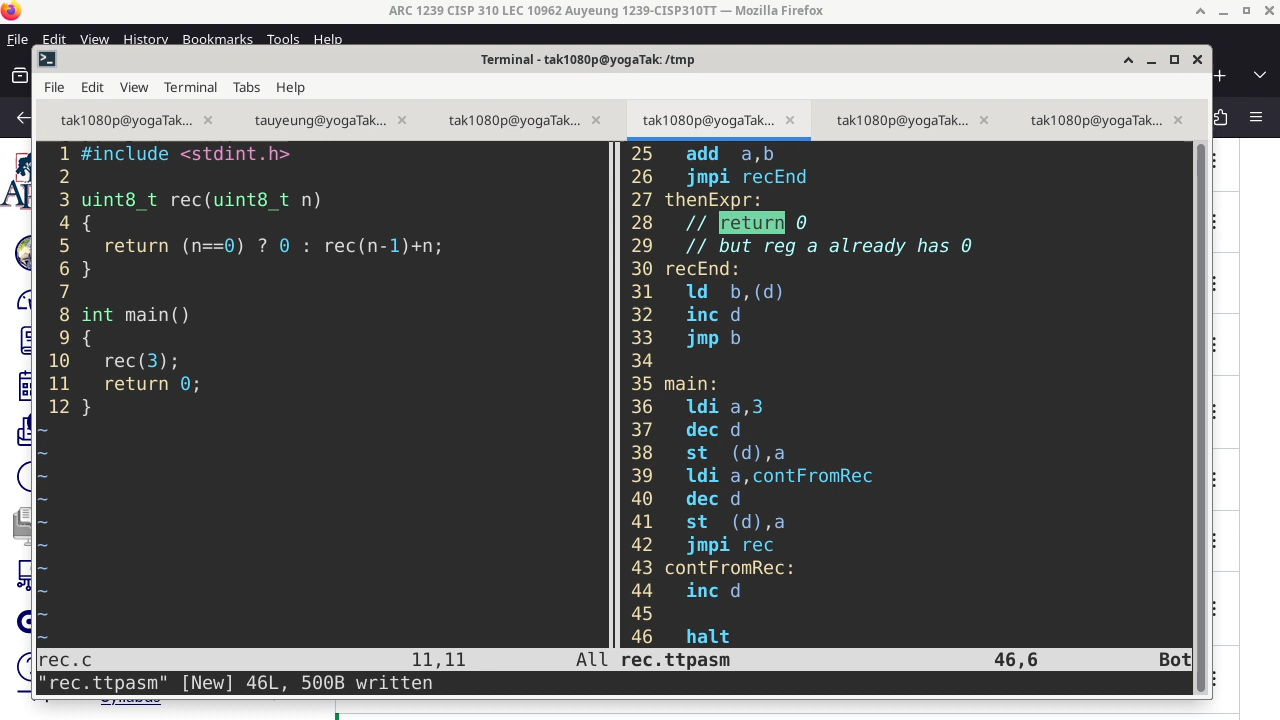 ARC 1239 CISP 310 LEC 10962 Auyeung 1239-CISP310TT — Mozilla Firefox
File Edit View History Bookmarks Tools Help
Terminal - tak1080p@yogaTak: /tmp
File Edit View Terminal Tabs Help
tak1080p@yogaTak... tauyeung@yogaTak... tak1080p@yogaTak... tak1080p@yogaTak... tak1080p@yogaTak... tak1080p@yogaTak...
1 #include <stdint.h>
2
3 uint8_t rec(uint8_t n)
4 {
5   return (n==0) ? 0 : rec(n-1)+n;
6 }
7
8 int main()
9 {
10   rec(3);
11   return 0;
12 }
~
~
~
~
~
~
~
~
~
~
rec.c 11,11 All
25   add  a,b
26   jmpi recEnd
27 thenExpr:
28   // return 0
29   // but reg a already has 0
30 recEnd:
31   ld  b,(d)
32   inc d
33   jmp b
34
35 main:
36   ldi a,3
37   dec d
38   st  (d),a
39   ldi a,contFromRec
40   dec d
41   st  (d),a
42   jmpi rec
43 contFromRec:
44   inc d
45
46   halt
rec.ttpasm 46,6 Bot
"rec.ttpasm" [New] 46L, 500B written
Syllabus